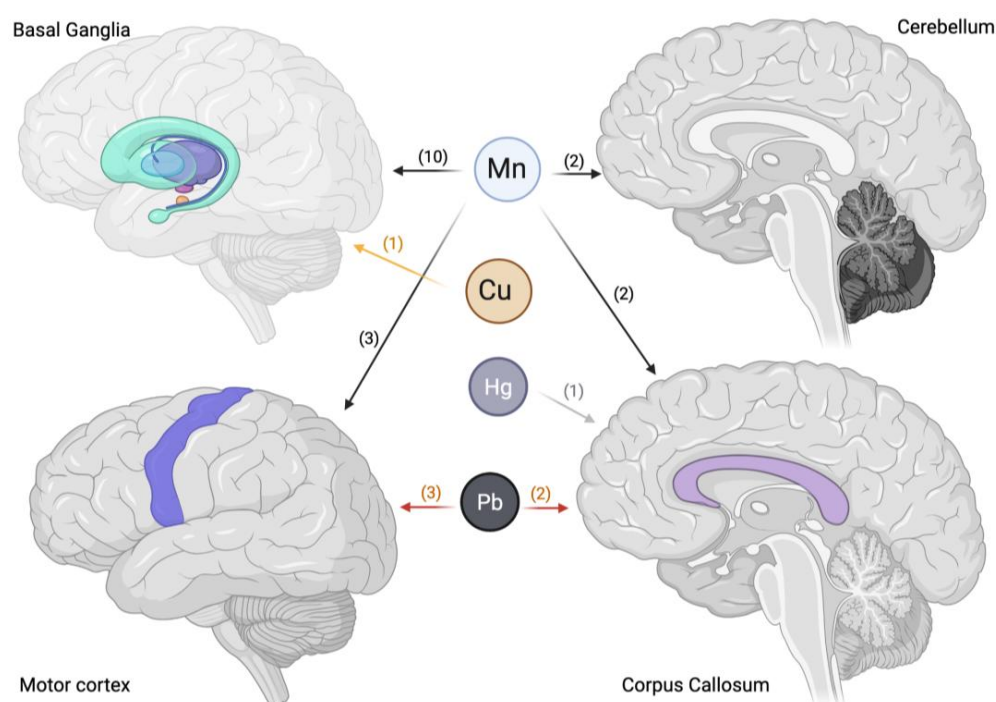 Basal Ganglia
Cerebellum
(10)
Mn
(2)
(1)
Cu
(2)
(3)
Hg
(1)
(3)
Pb
(2)
Motor cortex
Corpus Callosum